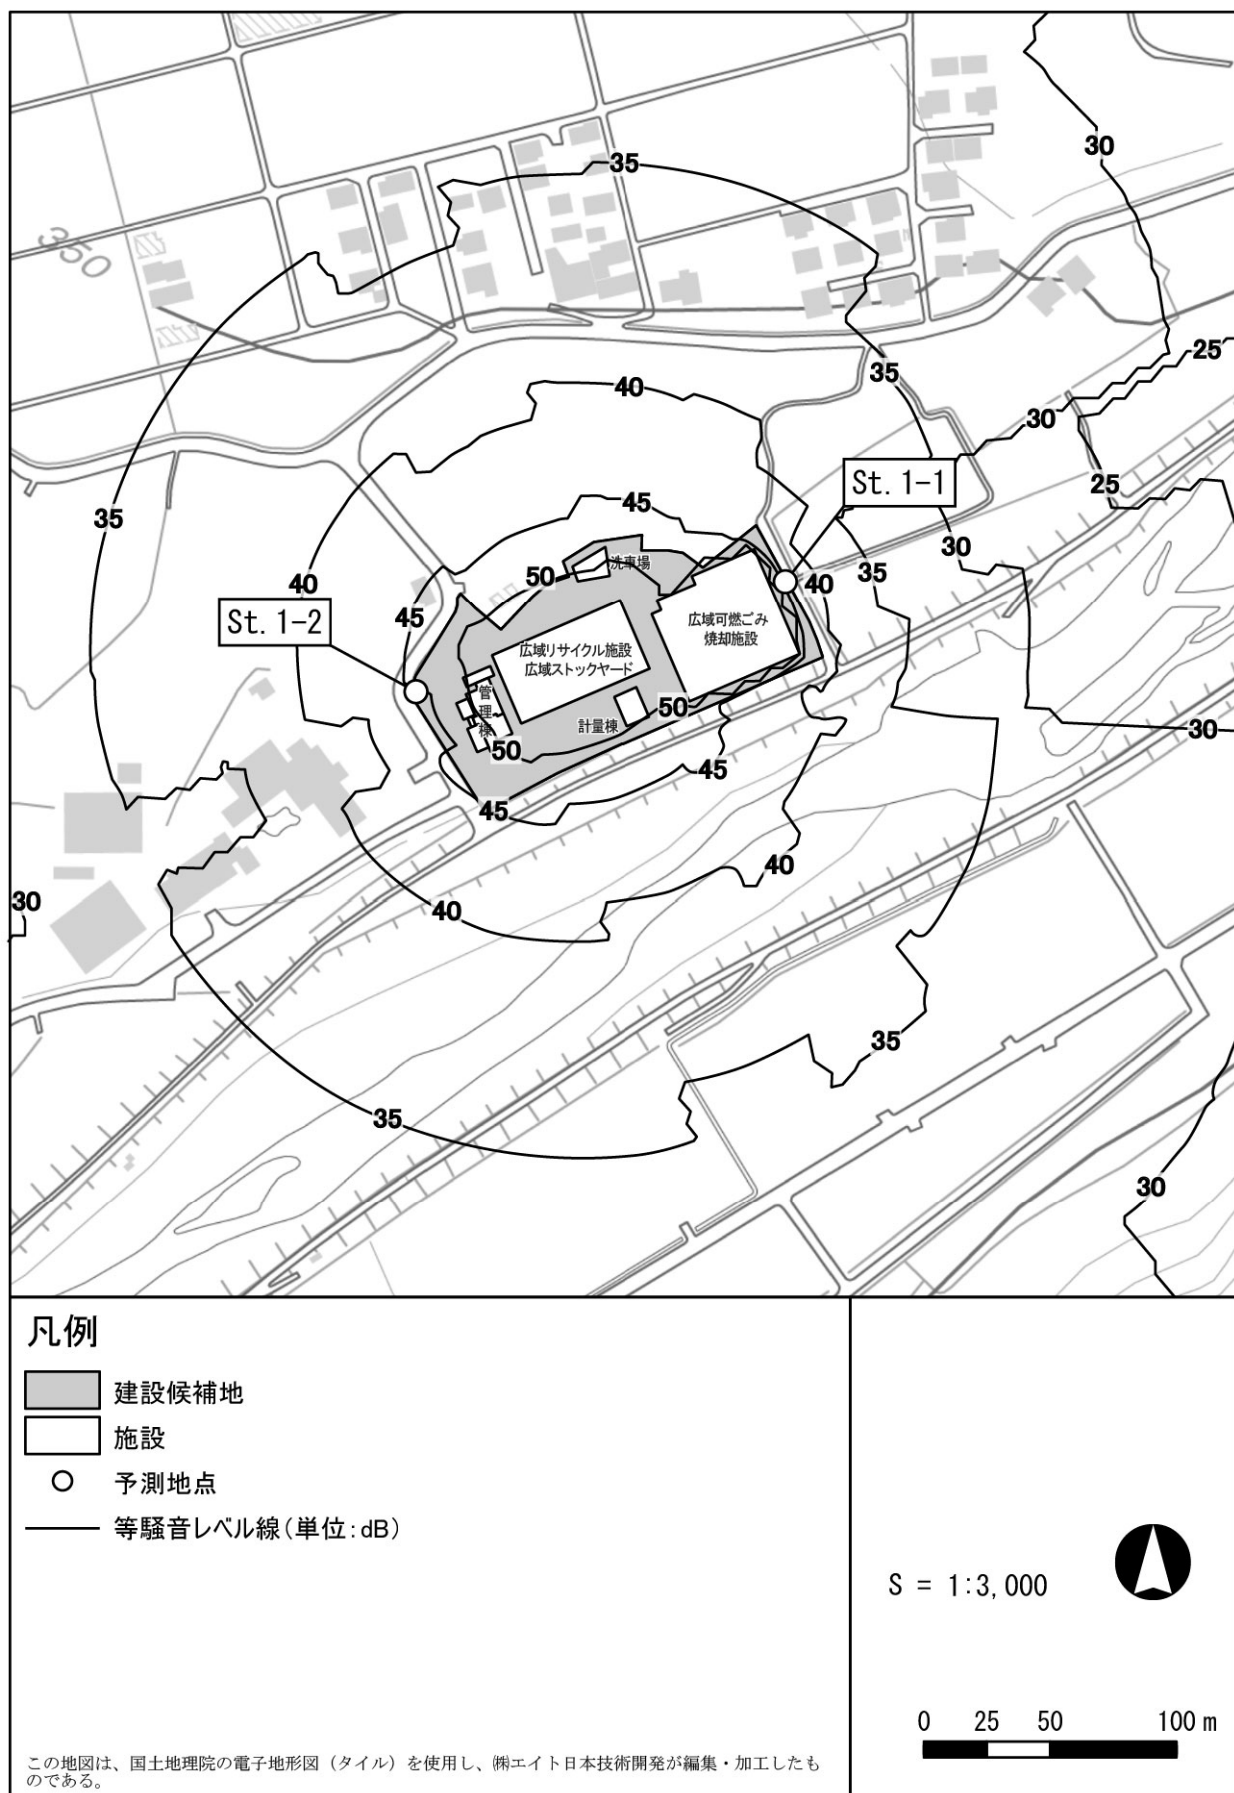 35
30
350
25
35
40
30
St. 1-1
25
45
35
洗車場
30
35
50
40
40
45
広域可燃ごみ
焼却施設
St. 1-2
広域リサイクル施設
広域ストックヤード
管
理
棟
50
計量棟
30
50
45
45
40
30
40
35
35
30
凡例
建設候補地
施設
予測地点
等騒音レベル線(単位:dB)
S = 1:3,000
0 25 50 100 m
この地図は、国土地理院の電子地形図(タイル)を使用し、㈱エイト日本技術開発が編集・加工したも
のである。